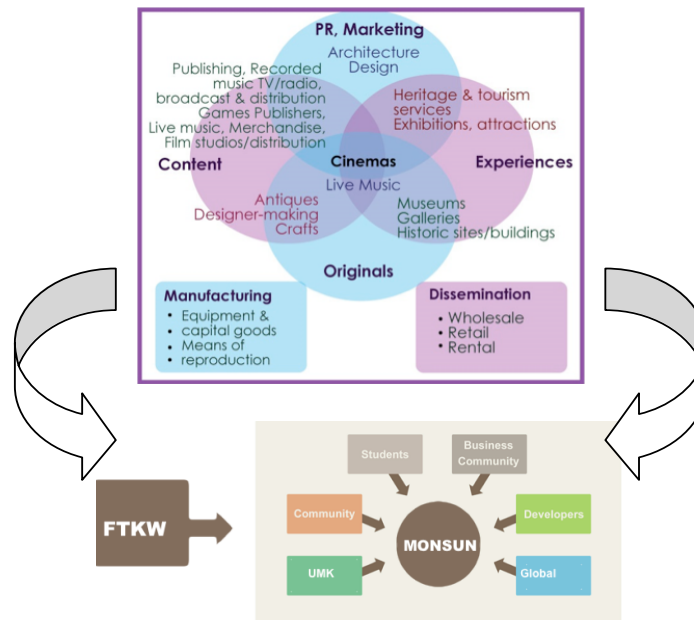 PR, Marketing
Architecture
Design
Publishing, Recorded
music TV/radio,
broadcast & distribution
Games Publishers,
Live music, Merchandise,
Film studios/distribution
Heritage & tourism
services
Exhibitions, attractions
Content
Cinemas
Experiences
Live Music
Antiques
Designer-making
Crafts
Museums
Galleries
Historic sites/buildings
Originals
Manufacturing
• Equipment &
• capital goods
• Means of
• reproduction
Dissemination
• Wholesale
• Retail
• Rental
Students
Business
Community
Community
Developers
FTKW
MONSUN
UMK
Global